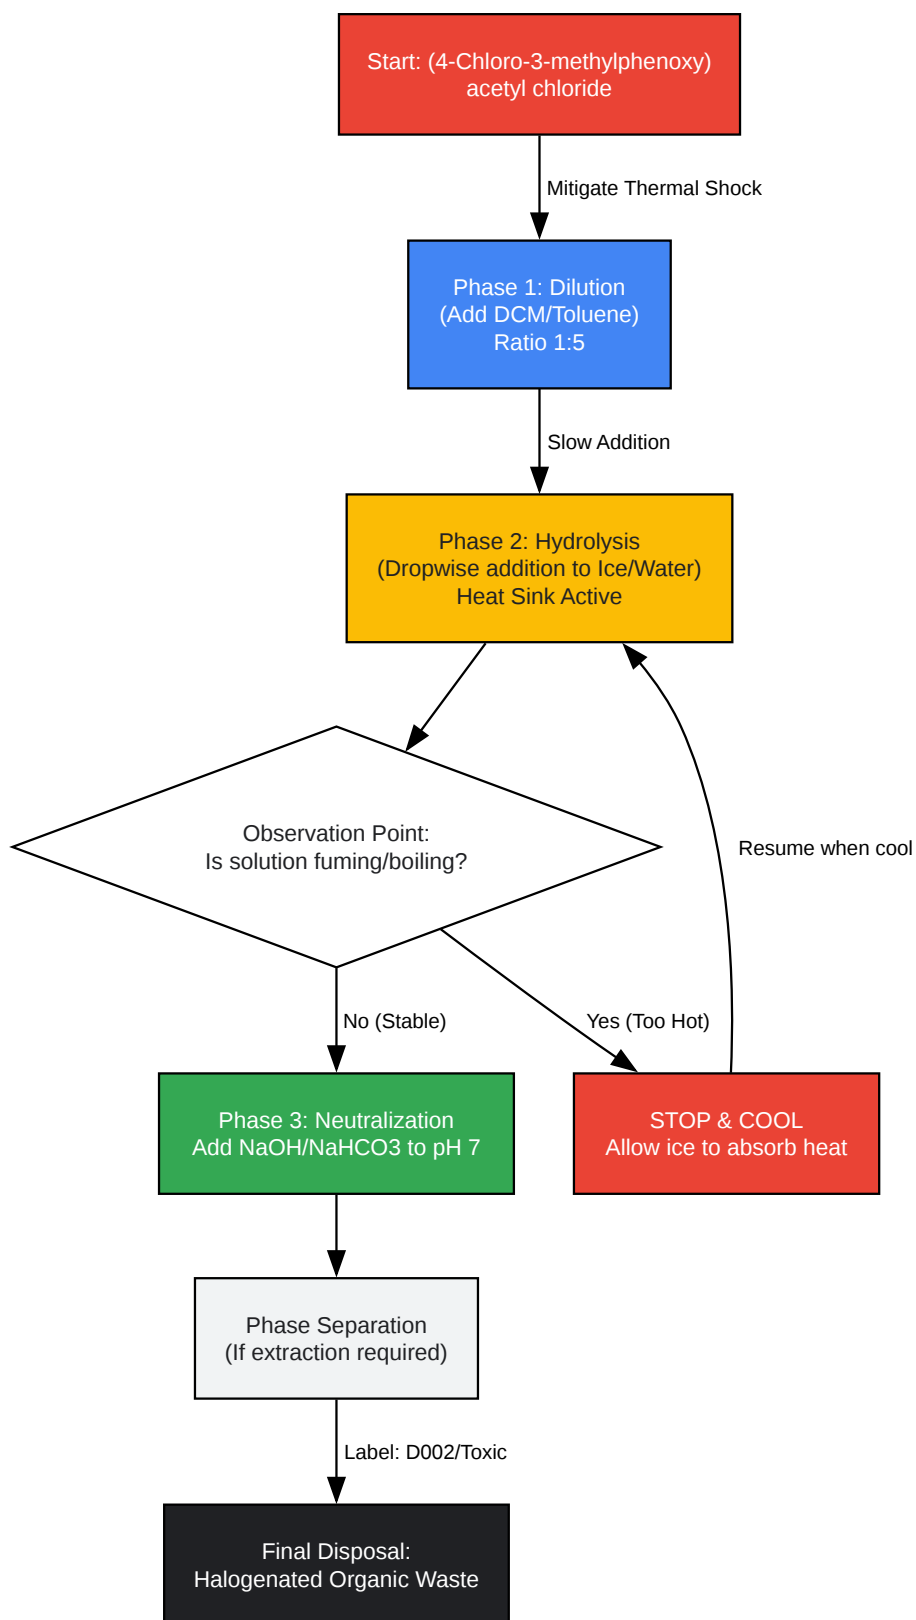 Start: (4-Chloro-3-methylphenoxy)
acetyl chloride
Mitigate Thermal Shock
Phase 1: Dilution
(Add DCM/Toluene)
Ratio 1:5
Slow Addition
Phase 2: Hydrolysis
(Dropwise addition to Ice/Water)
Heat Sink Active
Observation Point:
Is solution fuming/boiling?
Resume when cool
No (Stable)
Yes (Too Hot)
Phase 3: Neutralization
Add NaOH/NaHCO3 to pH 7
STOP & COOL
Allow ice to absorb heat
Phase Separation
(If extraction required)
Label: D002/Toxic
Final Disposal:
Halogenated Organic Waste